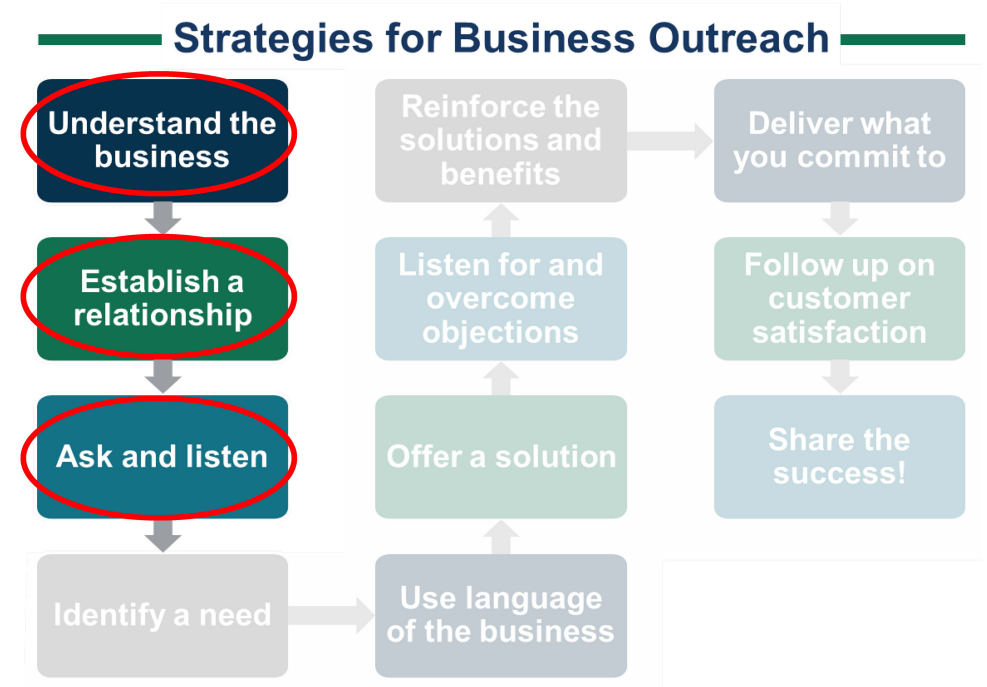 Strategies for Business Outreach
Understand the
business
Establish a
relationship
Ask and listen
Identify a need
Use language
of the business
Offer a solution
Listen for and
overcome
objections
Reinforce the
solutions and
benefits
Deliver what
you commit to
Follow up on
customer
satisfaction
Share the
success!